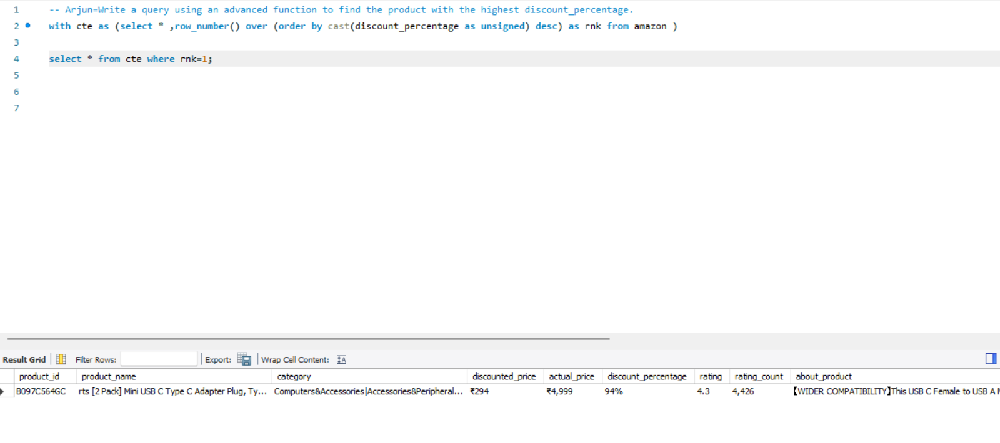 1 -- Arjun=Write a query using an advanced function to find the product with the highest discount_percentage.
2 with cte as (select * ,row_number() over (order by cast(discount_percentage as unsigned) desc) as rnk from amazon )
3
4 select * from cte where rnk=1;
5
6
7
Result Grid Filter Rows: Export: Wrap Cell Content: IA
product_id product_name category discounted_price actual_price discount_percentage rating rating_count about_product
B097C564GC rts [2 Pack] Mini USB C Type C Adapter Plug, Ty... Computers&Accessories|Accessories&Peripheral... ₹294 ₹4,999 94% 4.3 4,426 【WIDER COMPATIBILITY】This USB C Female to USB A